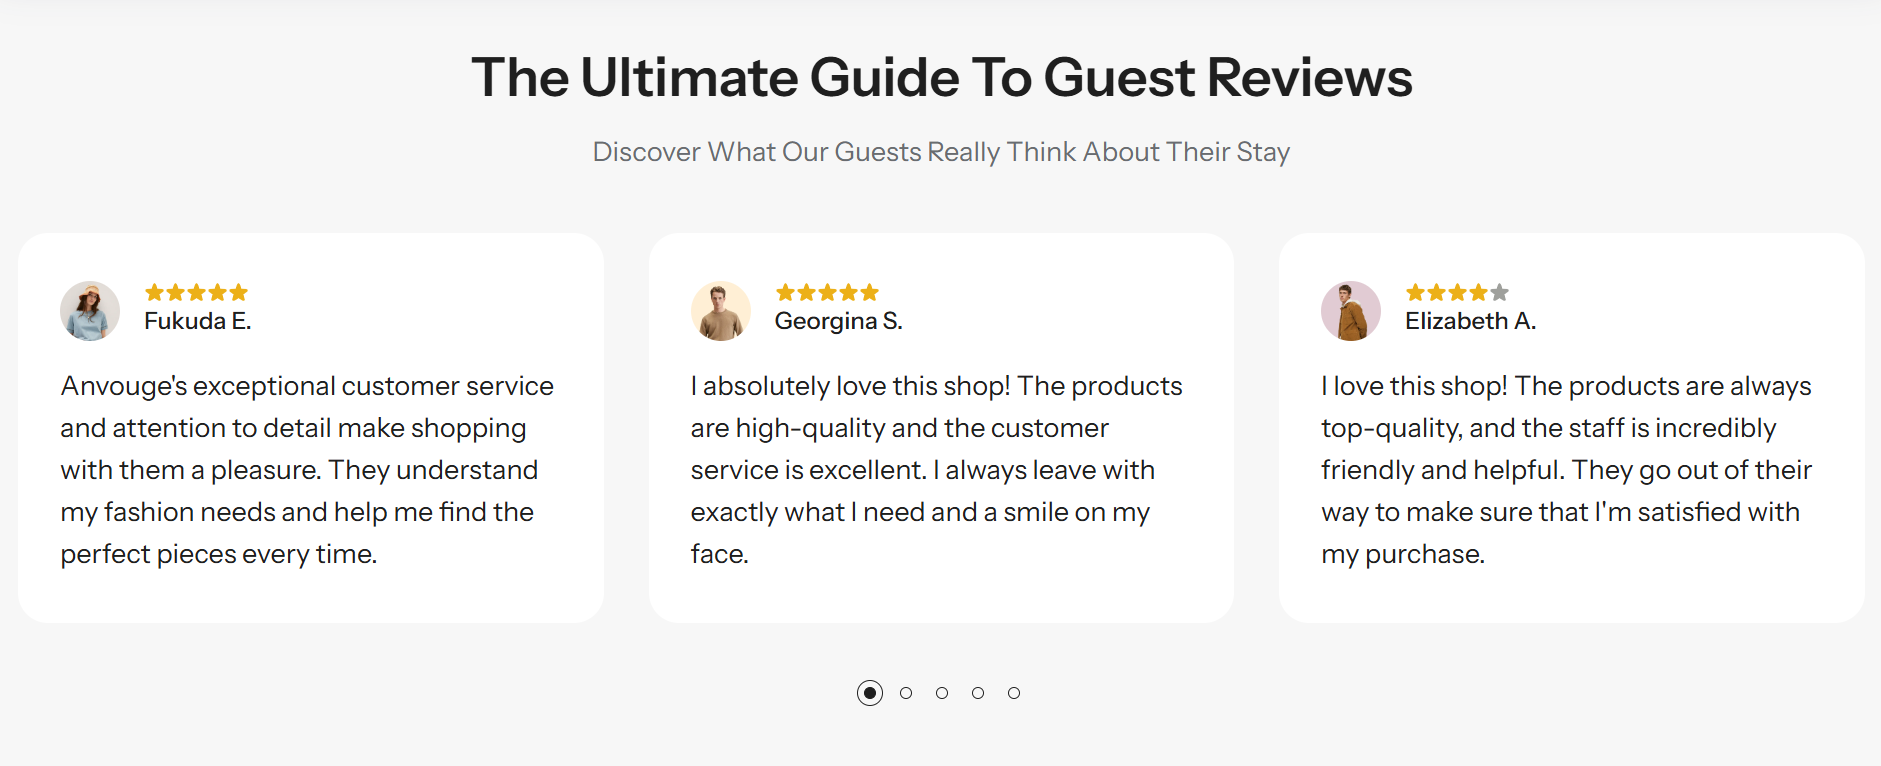 The Ultimate Guide To Guest Reviews
Discover What Our Guests Really Think About Their Stay
Fukuda E.
Anvouge's exceptional customer service
and attention to detail make shopping
with them a pleasure. They understand
my fashion needs and help me find the
perfect pieces every time.
Georgina S.
I absolutely love this shop! The products
are high-quality and the customer
service is excellent. I always leave with
exactly what I need and a smile on my
face.
Elizabeth A.
I love this shop! The products are always
top-quality, and the staff is incredibly
friendly and helpful. They go out of their
way to make sure that I'm satisfied with
my purchase.